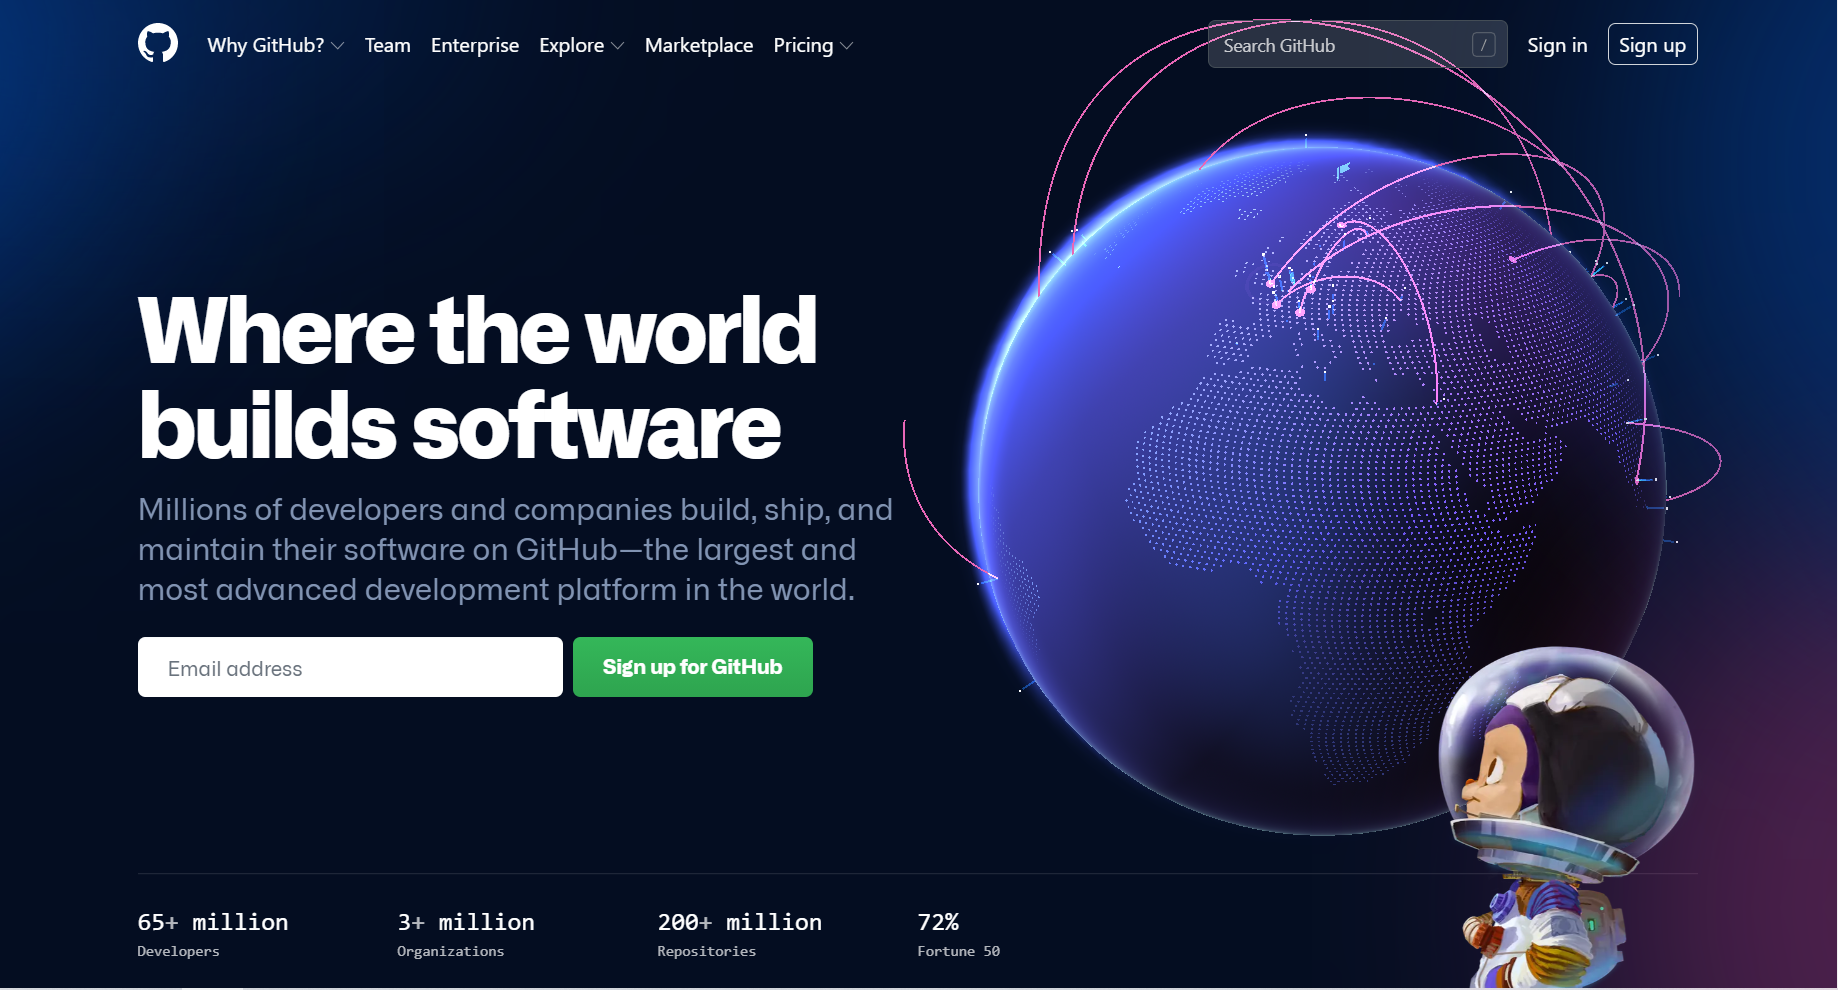 Why GitHub? Team Enterprise Explore Marketplace Pricing Search GitHub / Sign in Sign up
Where the world
builds software
Millions of developers and companies build, ship, and
maintain their software on GitHub—the largest and
most advanced development platform in the world.
Email address Sign up for GitHub
65+ million 3+ million 200+ million 72%
Developers Organizations Repositories Fortune 50